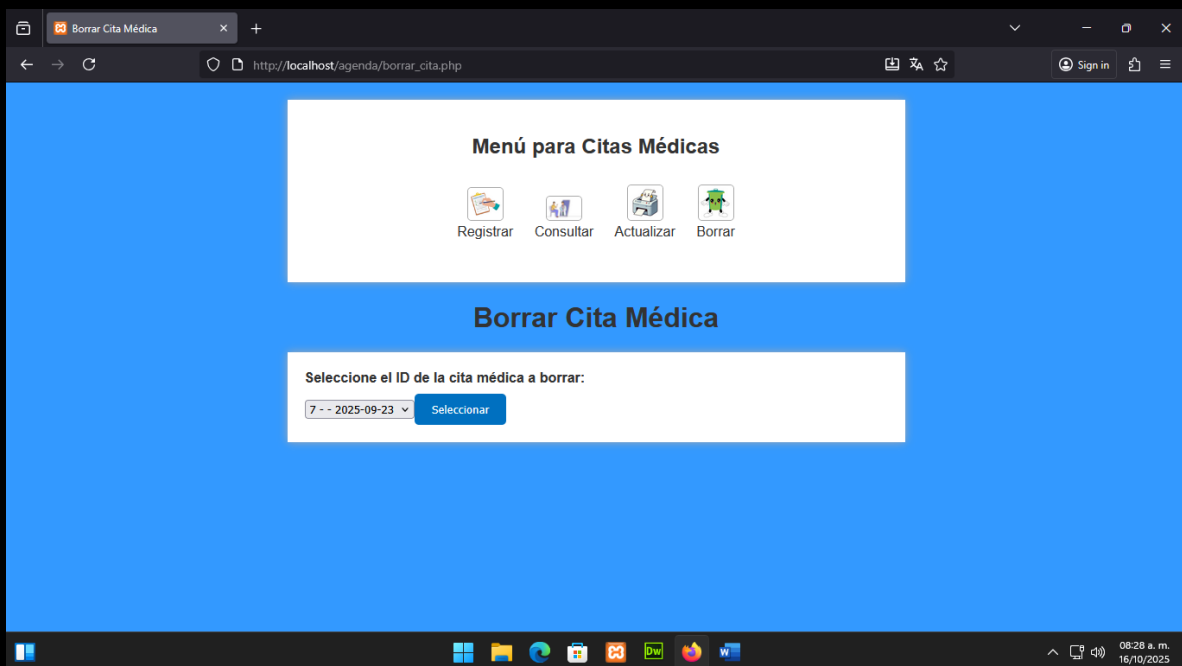 Borrar Cita Médica
Sign in
http://localhost/agenda/borrar_cita.php
Menú para Citas Médicas
Registrar Consultar Actualizar Borrar
Borrar Cita Médica
Seleccione el ID de la cita médica a borrar:
7 - - 2025-09-23 Seleccionar
Dw W
08:28 a. m.
16/10/2025